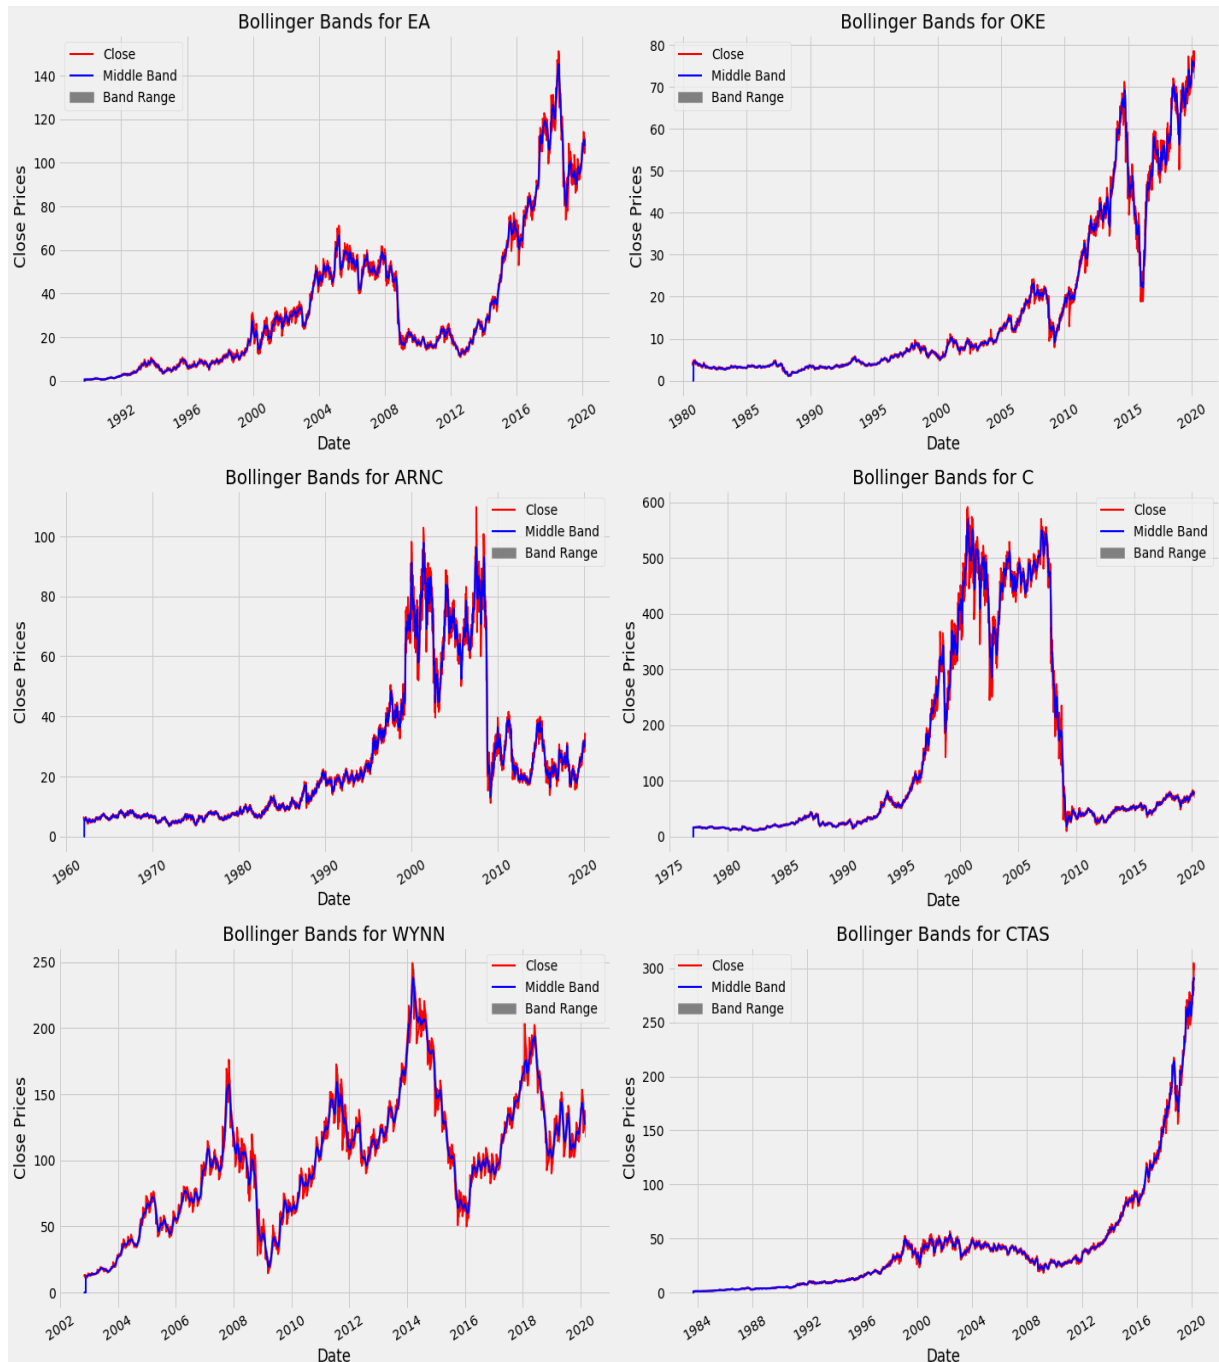 Bollinger Bands for EA
Close
Middle Band
Band Range
Close Prices
140
120
100
80
60
40
20
0
1992 1996 2000 2004 2008 2012 2016 2020
Date
Bollinger Bands for OKE
Close
Middle Band
Band Range
Close Prices
80
70
60
50
40
30
20
10
0
1980 1985 1990 1995 2000 2005 2010 2015 2020
Date
Bollinger Bands for ARNC
Close
Middle Band
Band Range
Close Prices
100
80
60
40
20
0
1960 1970 1980 1990 2000 2010 2020
Date
Bollinger Bands for C
Close
Middle Band
Band Range
Close Prices
600
500
400
300
200
100
0
1975 1980 1985 1990 1995 2000 2005 2010 2015 2020
Date
Bollinger Bands for WYNN
Close
Middle Band
Band Range
Close Prices
250
200
150
100
50
0
2002 2004 2006 2008 2010 2012 2014 2016 2018 2020
Date
Bollinger Bands for CTAS
Close
Middle Band
Band Range
Close Prices
300
250
200
150
100
50
0
1984 1988 1992 1996 2000 2004 2008 2012 2016 2020
Date